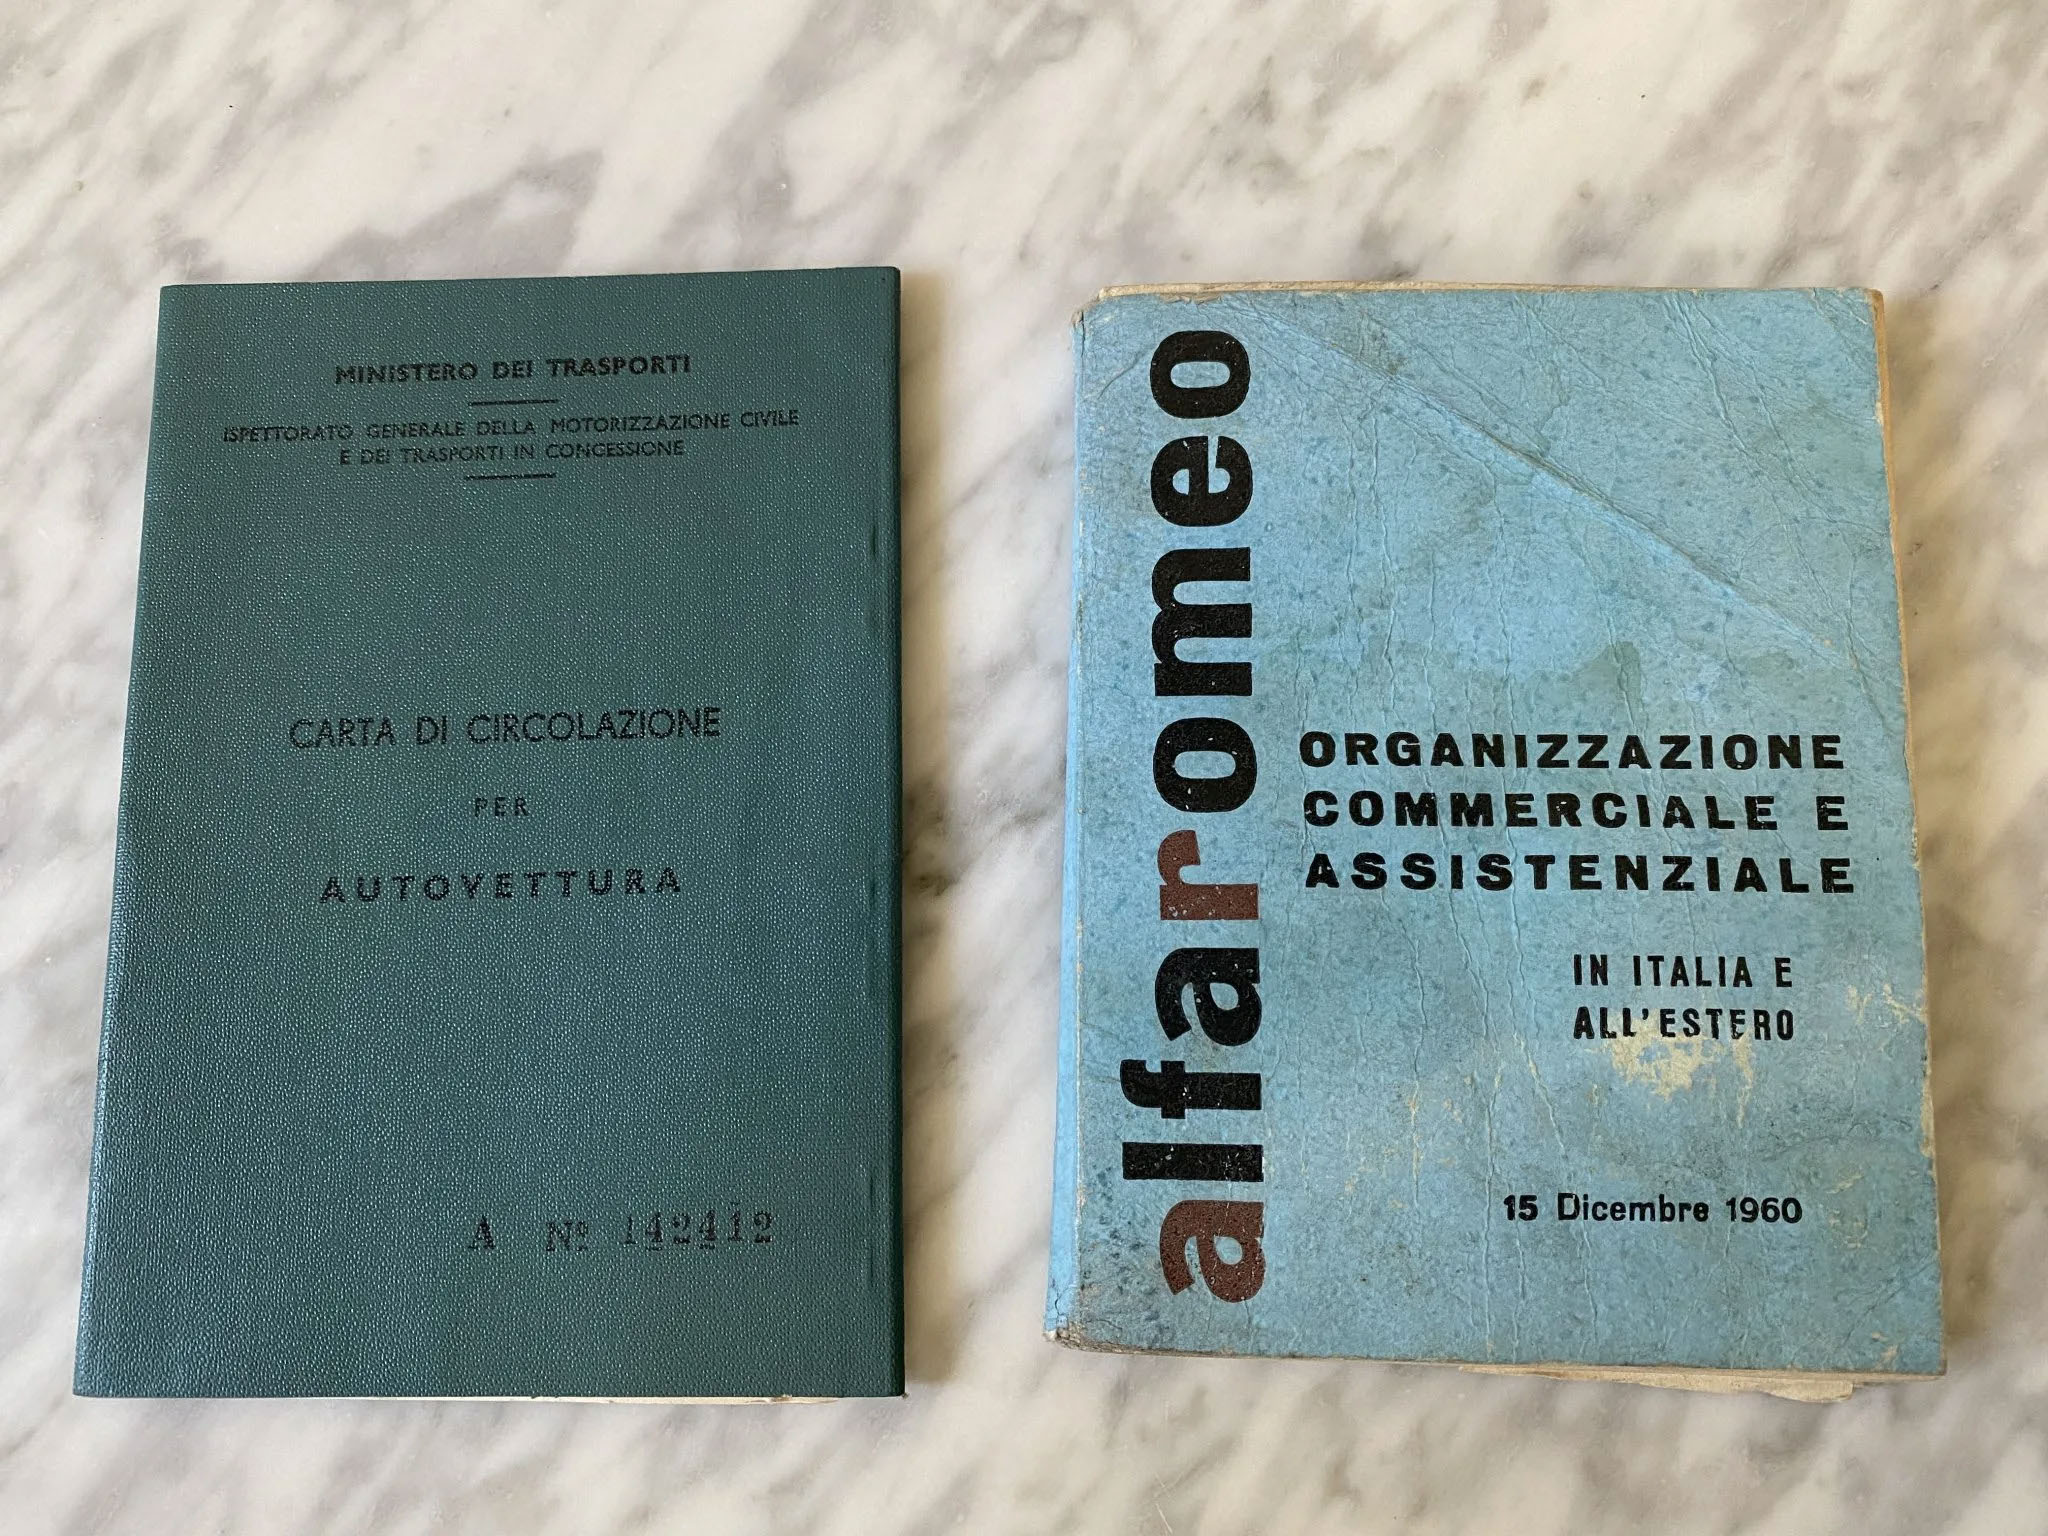 MINISTERO DEI TRASPORTI
ISPETTORATO GENERALE DELLA MOTORIZZAZIONE CIVILE
E DEI TRASPORTI IN CONCESSIONE
CARTA DI CIRCOLAZIONE
PER
AUTOVETTURA
A Nº 142412
alfaromeo
ORGANIZZAZIONE
COMMERCIALE E
ASSISTENZIALE
IN ITALIA E
ALL'ESTERO
15 Dicembre 1960